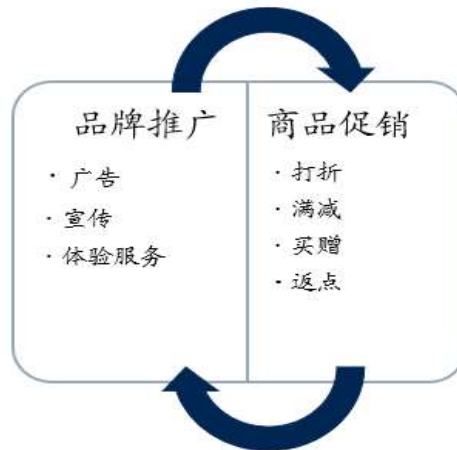 品牌推广
· 广告
· 宣传
· 体验服务
商品促销
· 打折
· 满减
· 买赠
· 返点